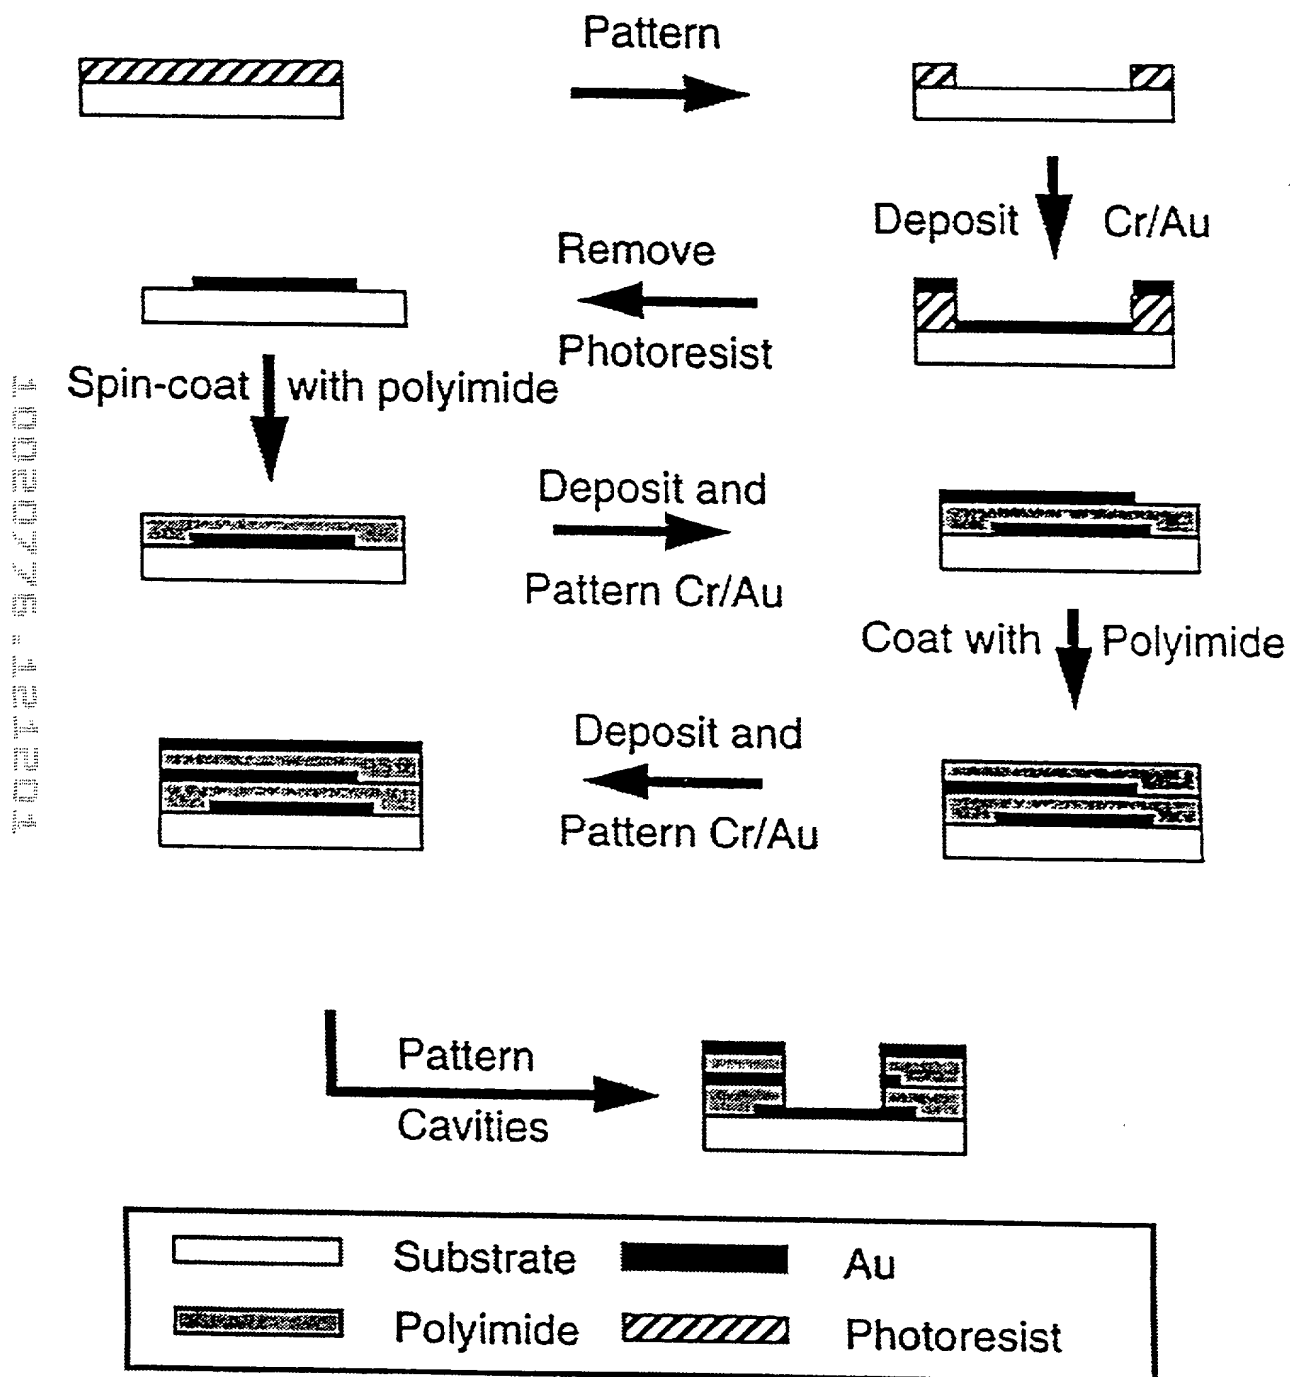 Pattern
Deposit Cr/Au
Remove
Photoresist
Spin-coat with polyimide
Deposit and
Pattern Cr/Au
Coat with Polyimide
Deposit and
Pattern Cr/Au
Pattern
Cavities
Substrate Au
Polyimide Photoresist